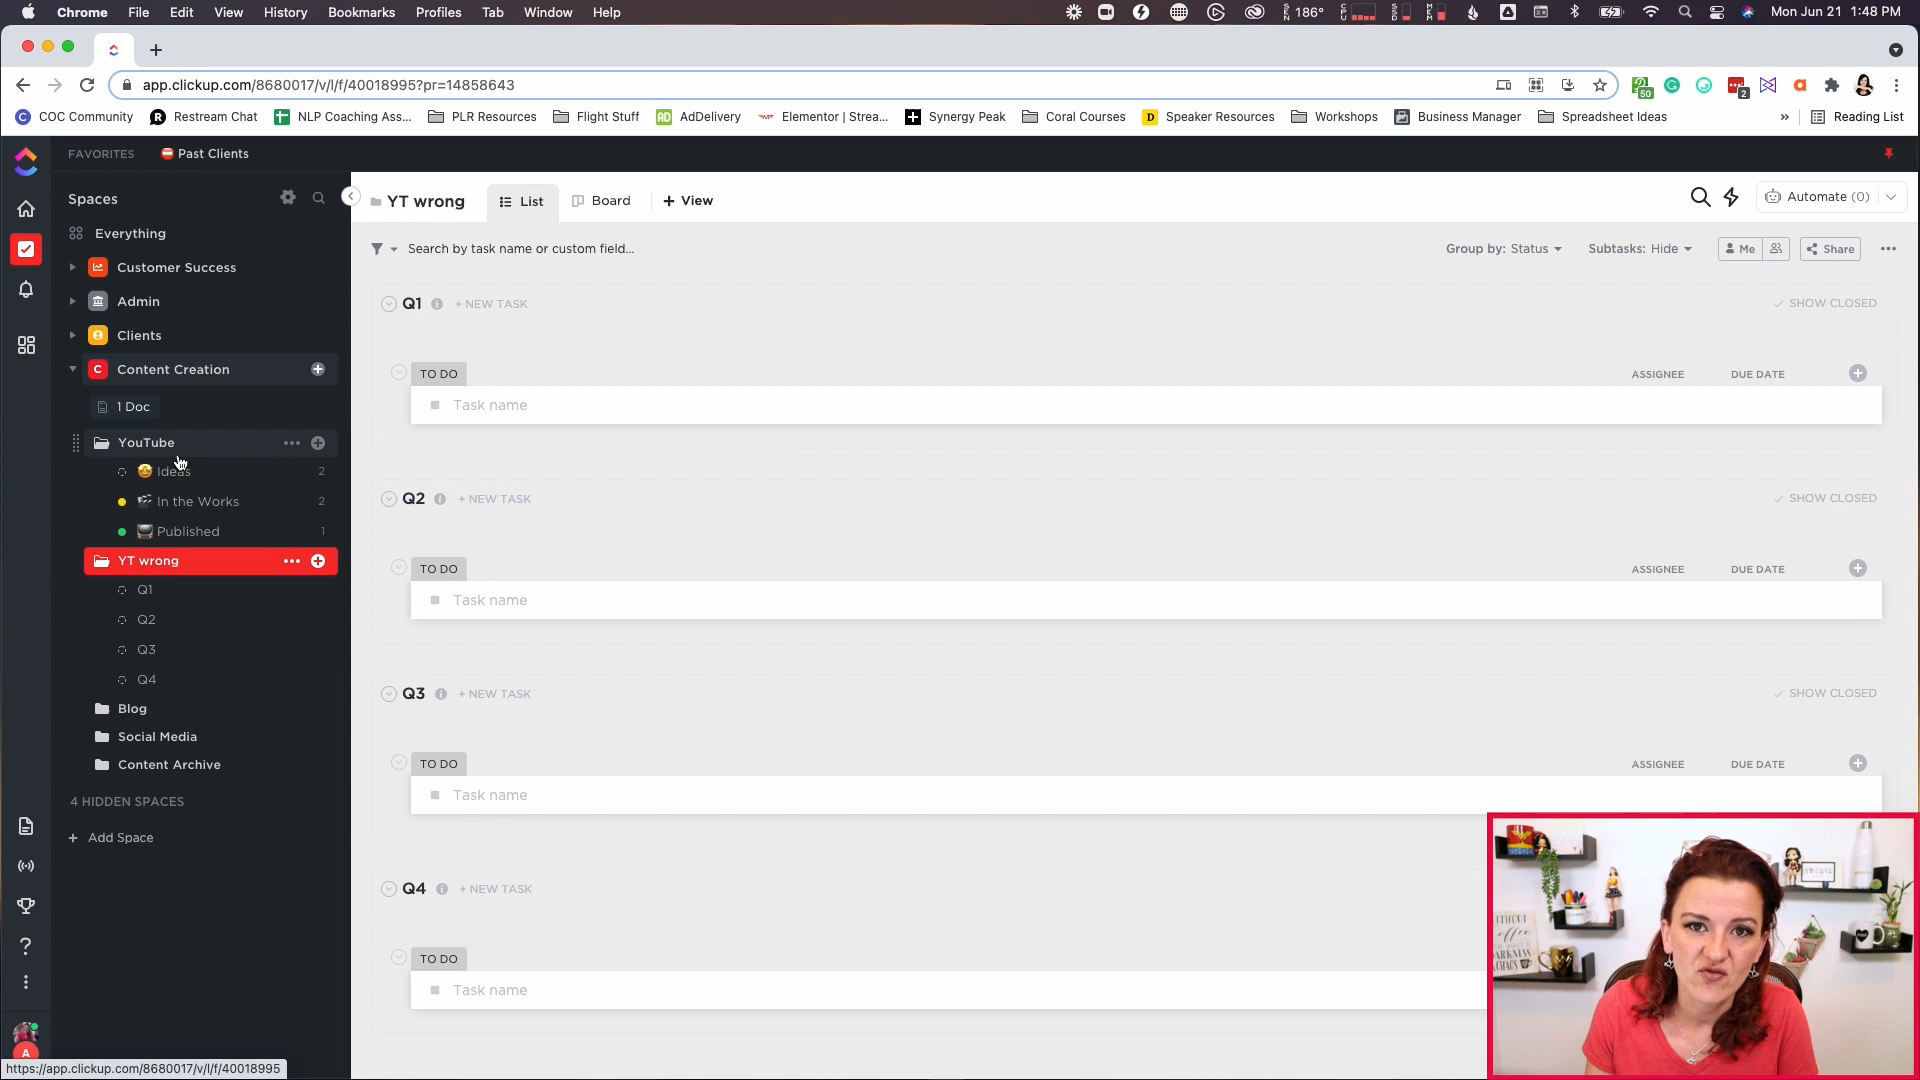 Chrome File Edit View History Bookmarks Profiles Tab Window Help 186° Mon Jun 21 1:48 PM
app.clickup.com/8680017/v/l/f/40018995?pr=14858643
50 2
COC Community Restream Chat NLP Coaching Ass... PLR Resources Flight Stuff AdDelivery Elementor | Strea... Synergy Peak Coral Courses Speaker Resources Workshops Business Manager Spreadsheet Ideas » Reading List
FAVORITES Past Clients
Spaces
Everything
Customer Success
Admin
Clients
C Content Creation
1 Doc
YouTube
Ideas 2
In the Works 2
Published 1
YT wrong
Q1
Q2
Q3
Q4
Blog
Social Media
Content Archive
4 HIDDEN SPACES
+ Add Space
A
https://app.clickup.com/8680017/v/l/f/40018995
YT wrong List Board + View Automate (0)
Search by task name or custom field... Group by: Status Subtasks: Hide Me Share
Q1 + NEW TASK SHOW CLOSED
TO DO ASSIGNEE DUE DATE
Task name
Q2 + NEW TASK SHOW CLOSED
TO DO ASSIGNEE DUE DATE
Task name
Q3 + NEW TASK SHOW CLOSED
TO DO ASSIGNEE DUE DATE
Task name
Q4 + NEW TASK
TO DO
Task name
WITHOUT
Coffee
DARKNESS
& CHAOS